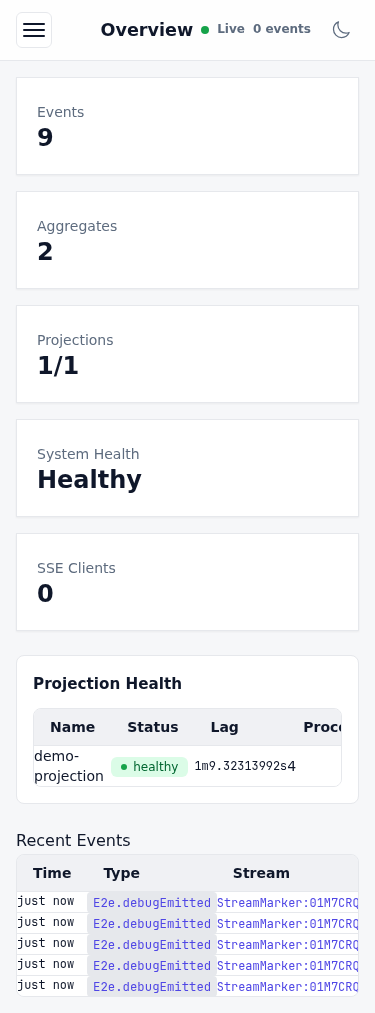 Overview Live 0 events
Events
9
Aggregates
2
Projections
1/1
System Health
Healthy
SSE Clients
0
Projection Health
Name Status Lag Proce
demo-projection healthy 1m9.32313992s 4
Recent Events
Time Type Stream
just now E2e.debugEmitted StreamMarker:01M7CRQ
just now E2e.debugEmitted StreamMarker:01M7CRQ
just now E2e.debugEmitted StreamMarker:01M7CRQ
just now E2e.debugEmitted StreamMarker:01M7CRQ
just now E2e.debugEmitted StreamMarker:01M7CRQ